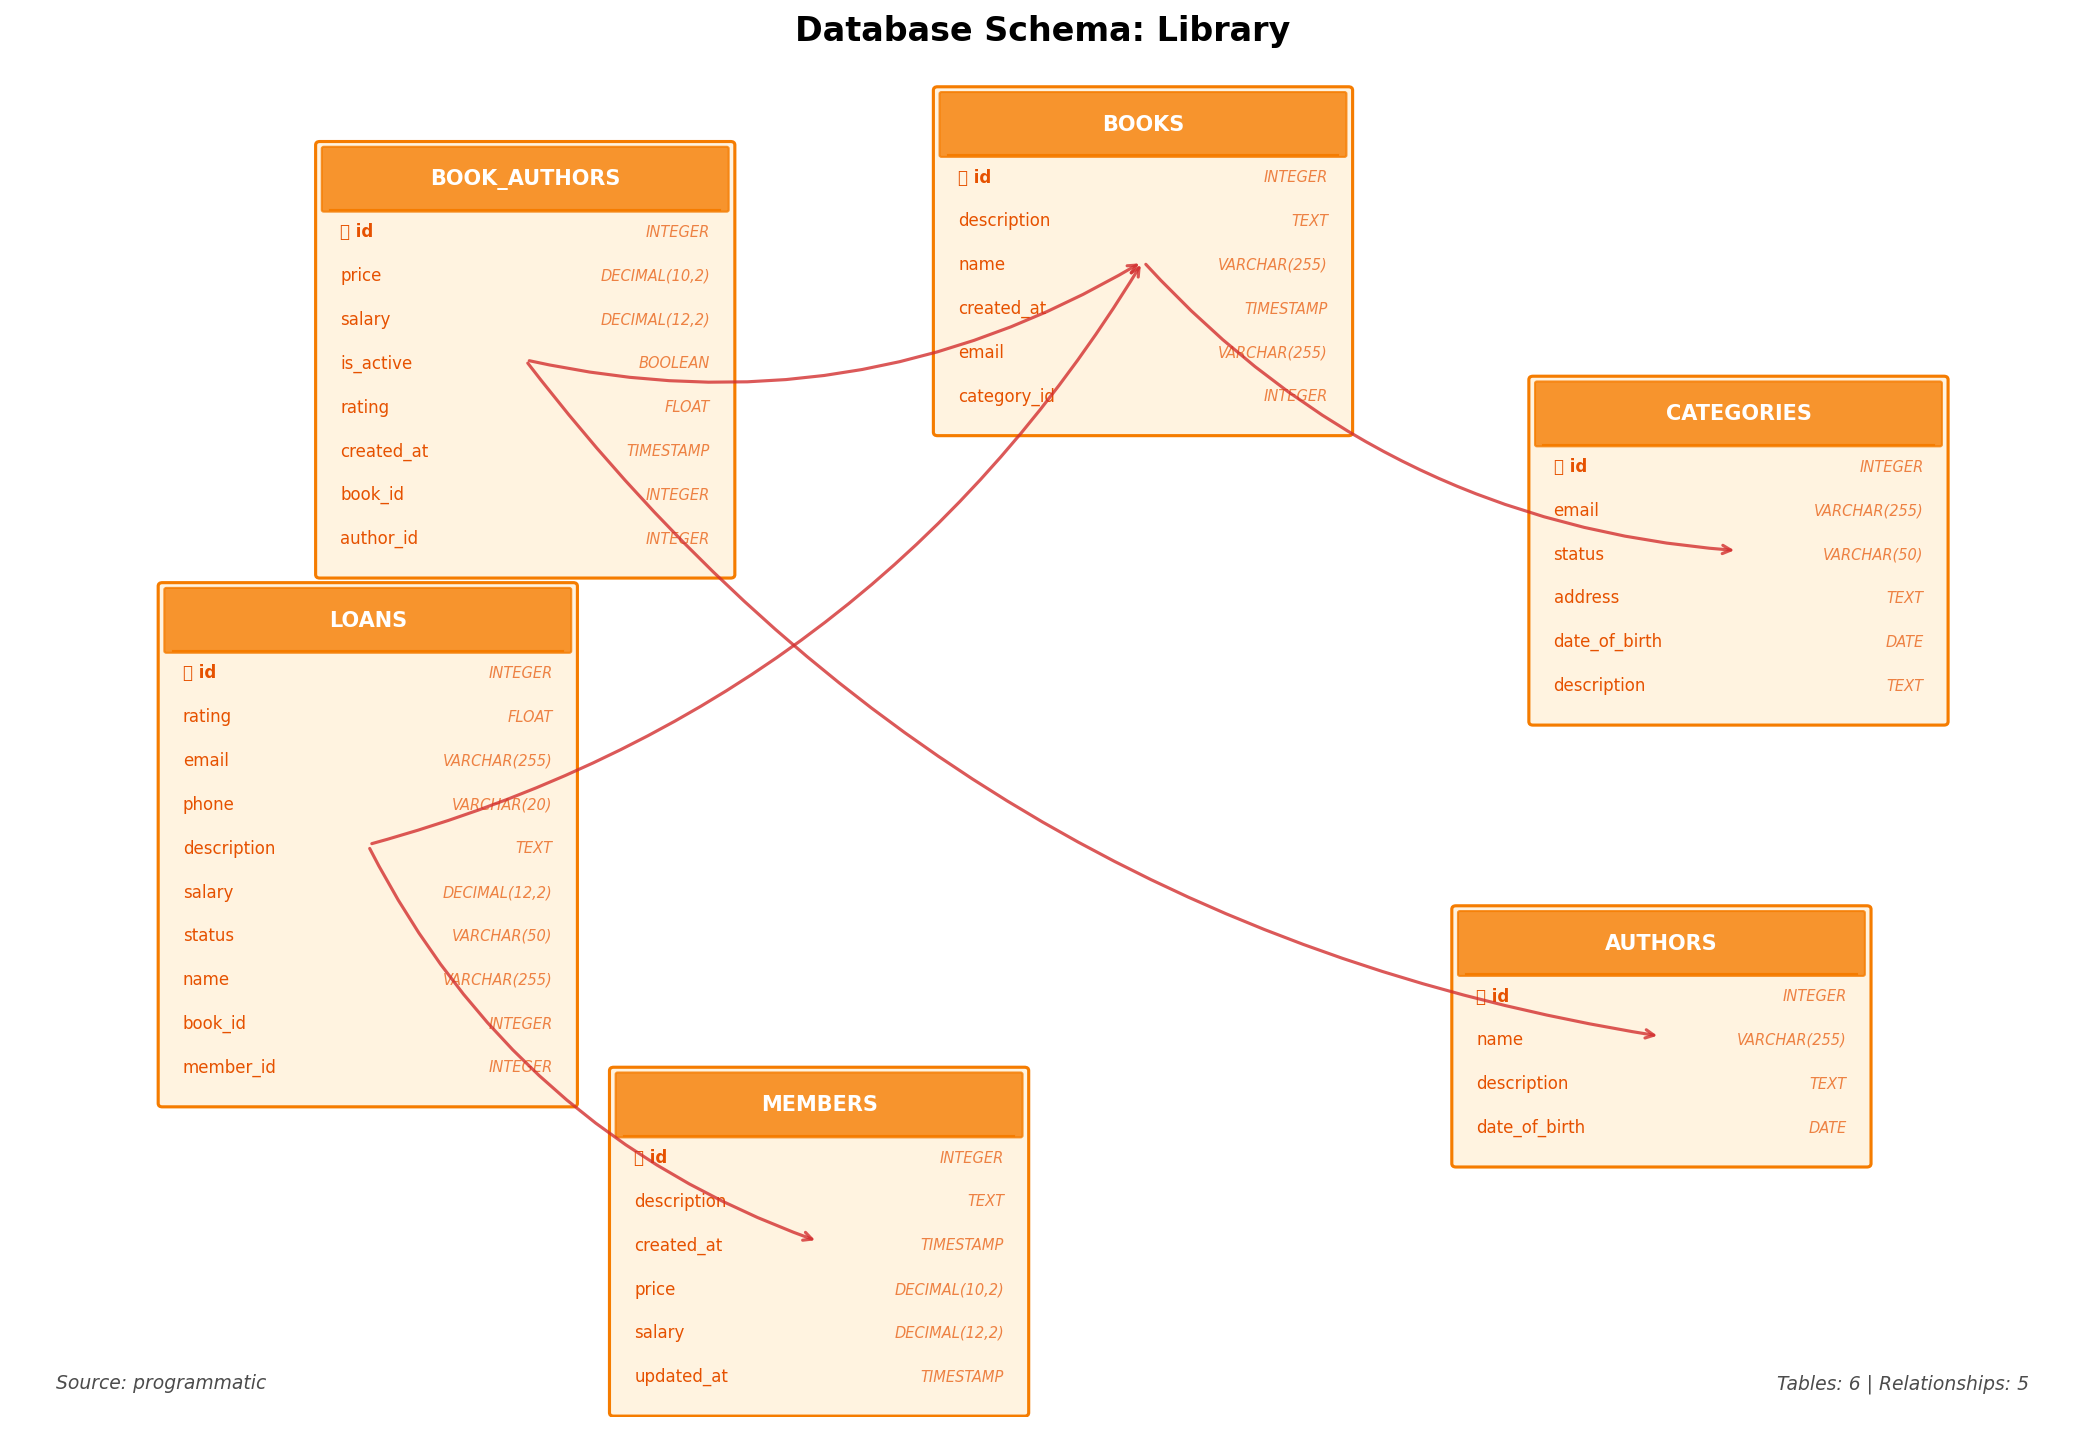 Database Schema: Library
BOOK_AUTHORS
id INTEGER
price DECIMAL(10,2)
salary DECIMAL(12,2)
is_active BOOLEAN
rating FLOAT
created_at TIMESTAMP
book_id INTEGER
author_id INTEGER
BOOKS
id INTEGER
description TEXT
name VARCHAR(255)
created_at TIMESTAMP
email VARCHAR(255)
category_id INTEGER
CATEGORIES
id INTEGER
email VARCHAR(255)
status VARCHAR(50)
address TEXT
date_of_birth DATE
description TEXT
LOANS
id INTEGER
rating FLOAT
email VARCHAR(255)
phone VARCHAR(20)
description TEXT
salary DECIMAL(12,2)
status VARCHAR(50)
name VARCHAR(255)
book_id INTEGER
member_id INTEGER
AUTHORS
id INTEGER
name VARCHAR(255)
description TEXT
date_of_birth DATE
MEMBERS
id INTEGER
description TEXT
created_at TIMESTAMP
price DECIMAL(10,2)
salary DECIMAL(12,2)
updated_at TIMESTAMP
Source: programmatic
Tables: 6 | Relationships: 5